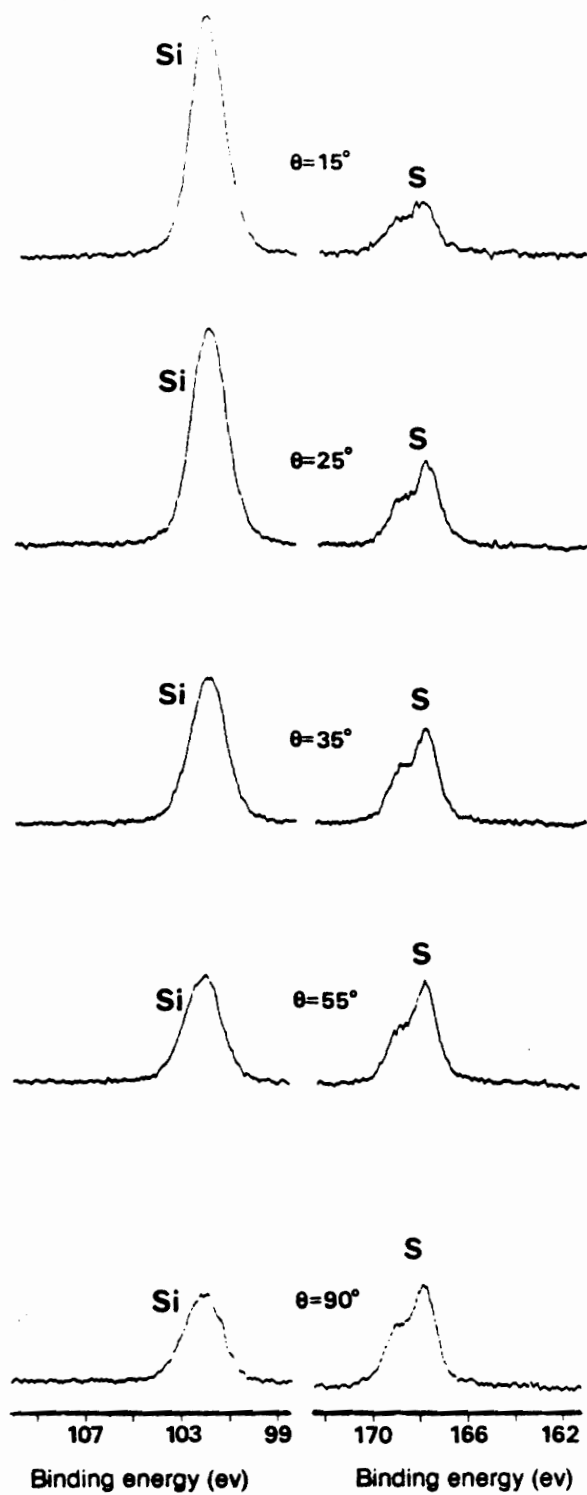 Si
θ=15°
S
Si
θ=25°
S
Si
θ=35°
S
Si
θ=55°
S
Si
θ=90°
S
107 103 99 170 166 162
Binding energy (ev) Binding energy (ev)